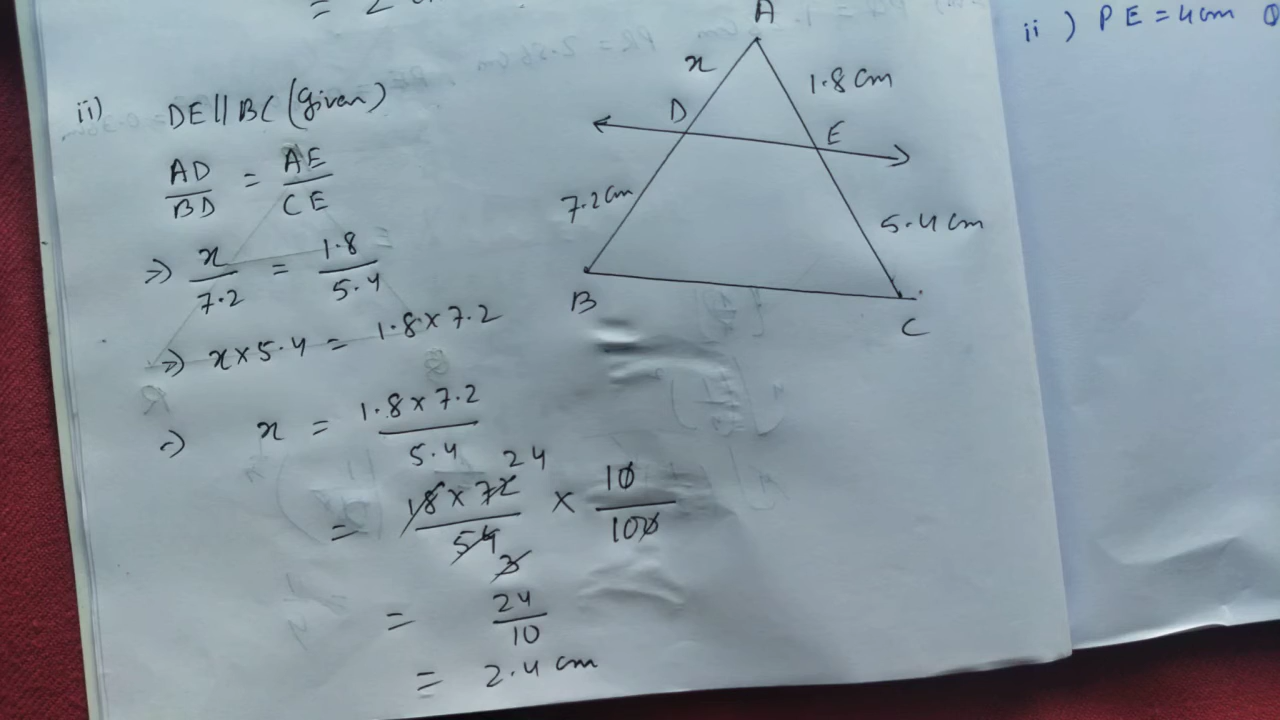 = 2
ii) PE = 4cm
ii) DE || BC (Given)
AD/BD = AE/CE
⇒ x/7.2 = 1.8/5.4
⇒ x×5.4 = 1.8×7.2
⇒ x = 1.8×7.2/5.4
= 18×72/54 × 10/100
24
3
= 24/10
= 2.4 cm
A
x
1.8 cm
D
E
7.2 cm
5.4 cm
B
C